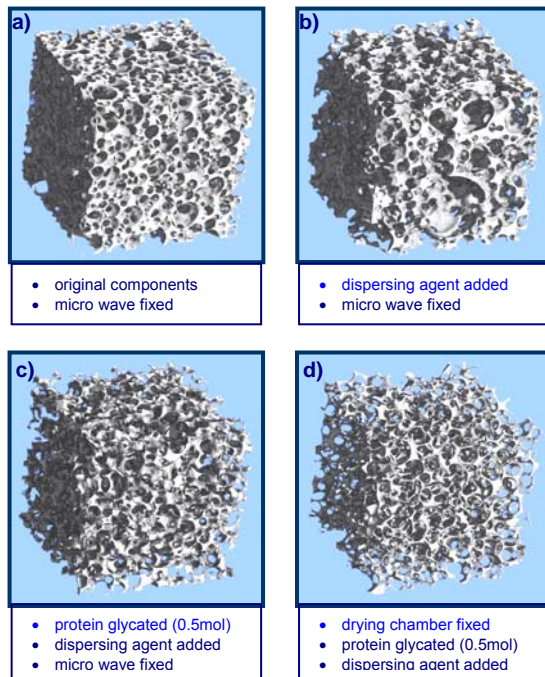 a)
• original components
• micro wave fixed
b)
• dispersing agent added
• micro wave fixed
c)
• protein glycated (0.5mol)
• dispersing agent added
• micro wave fixed
d)
• drying chamber fixed
• protein glycated (0.5mol)
• dispersing agent added